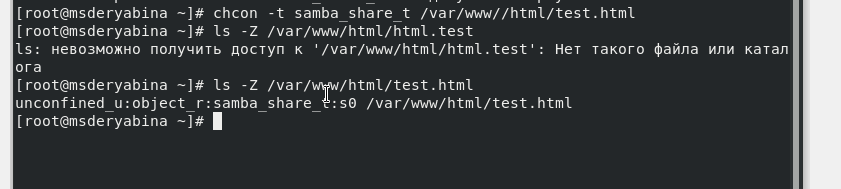 [root@msderyabina ~]# chcon -t samba_share_t /var/www//html/test.html
[root@msderyabina ~]# ls -Z /var/www/html/html.test
ls: невозможно получить доступ к '/var/www/html/html.test': Нет такого файла или катал
ога
[root@msderyabina ~]# ls -Z /var/www/html/test.html
unconfined_u:object_r:samba_share_t:s0 /var/www/html/test.html
[root@msderyabina ~]#